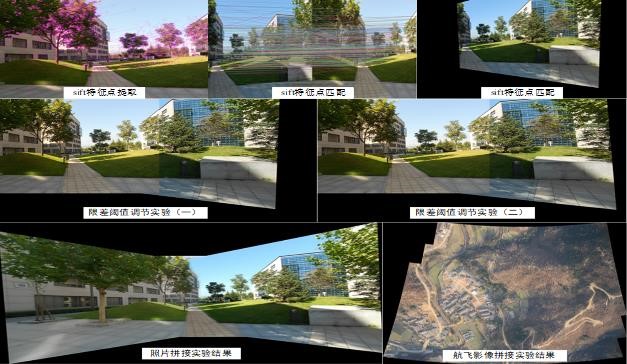 sift特征点提取
sift特征点匹配
sift特征点匹配
限差阈值调节实验（一）
限差阈值调节实验（二）
照片拼接实验结果
航飞影像拼接实验结果